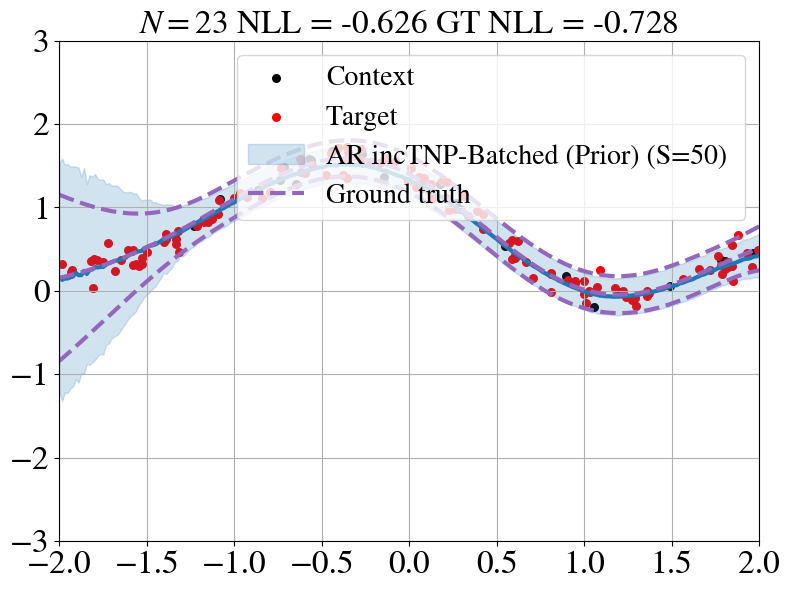 N = 23 NLL = -0.626 GT NLL = -0.728
Context
Target
AR incTNP-Batched (Prior) (S=50)
Ground truth
3
2
1
0
−1
−2
−3
−2.0 −1.5 −1.0 −0.5 0.0 0.5 1.0 1.5 2.0